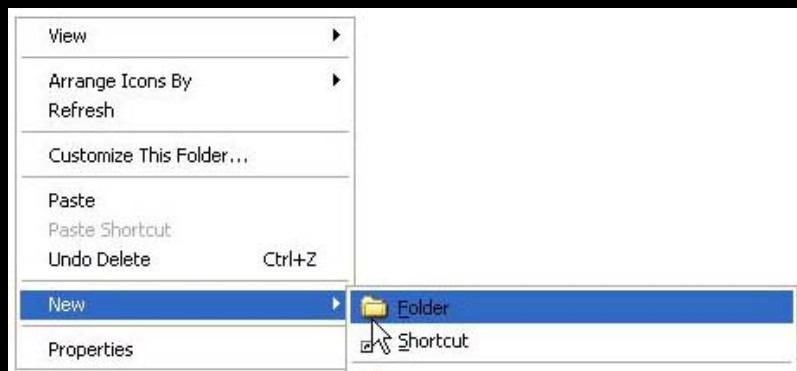 View
Arrange Icons By
Refresh
Customize This Folder...
Paste
Paste Shortcut
Undo Delete Ctrl+Z
New
Folder
Shortcut
Properties